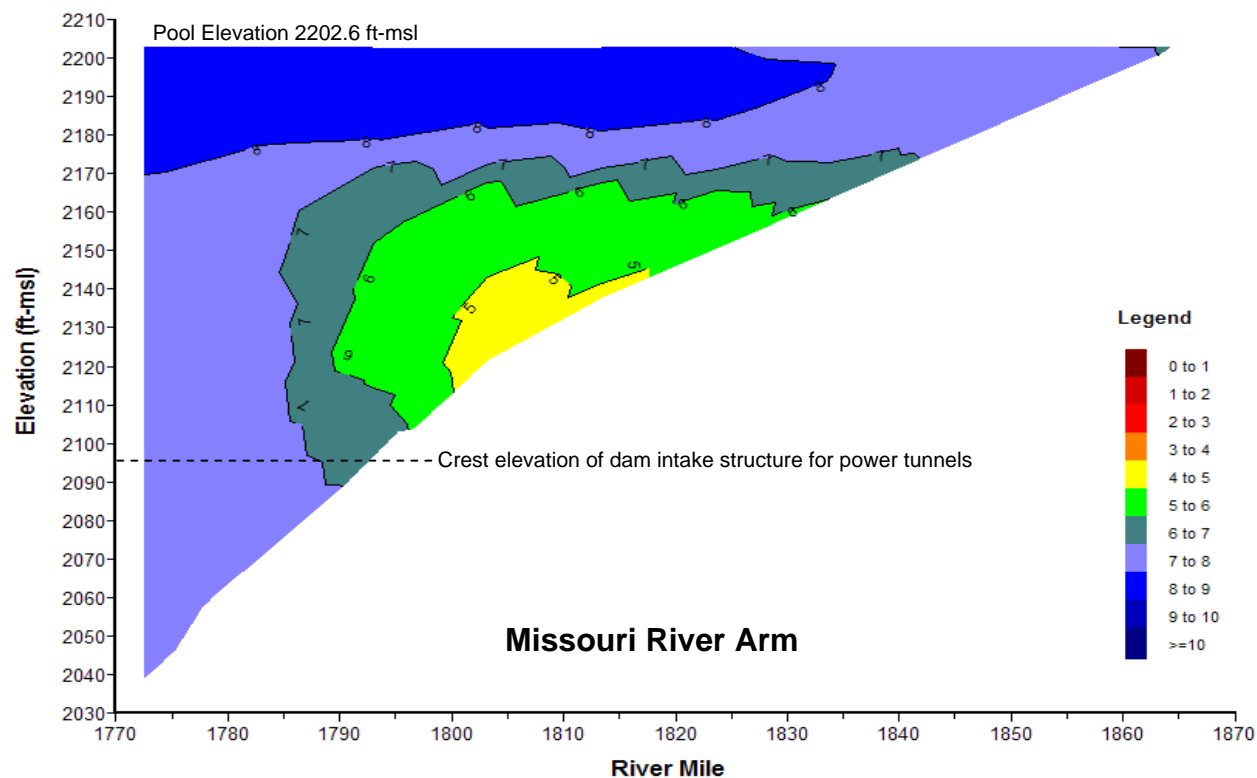 Pool Elevation 2202.6 ft-msl
2210
2200
2190
2180
2170
2160
2150
2140
2130
2120
2110
2100
2090
2080
2070
2060
2050
2040
2030
Elevation (ft-msl)
8 8 8 8 8 8
7 7 7 7 7 7 7 7
6 6 6 6 6 6
5 5 5
Crest elevation of dam intake structure for power tunnels
Legend
0 to 1
1 to 2
2 to 3
3 to 4
4 to 5
5 to 6
6 to 7
7 to 8
8 to 9
9 to 10
>=10
Missouri River Arm
1770 1780 1790 1800 1810 1820 1830 1840 1850 1860 1870
River Mile